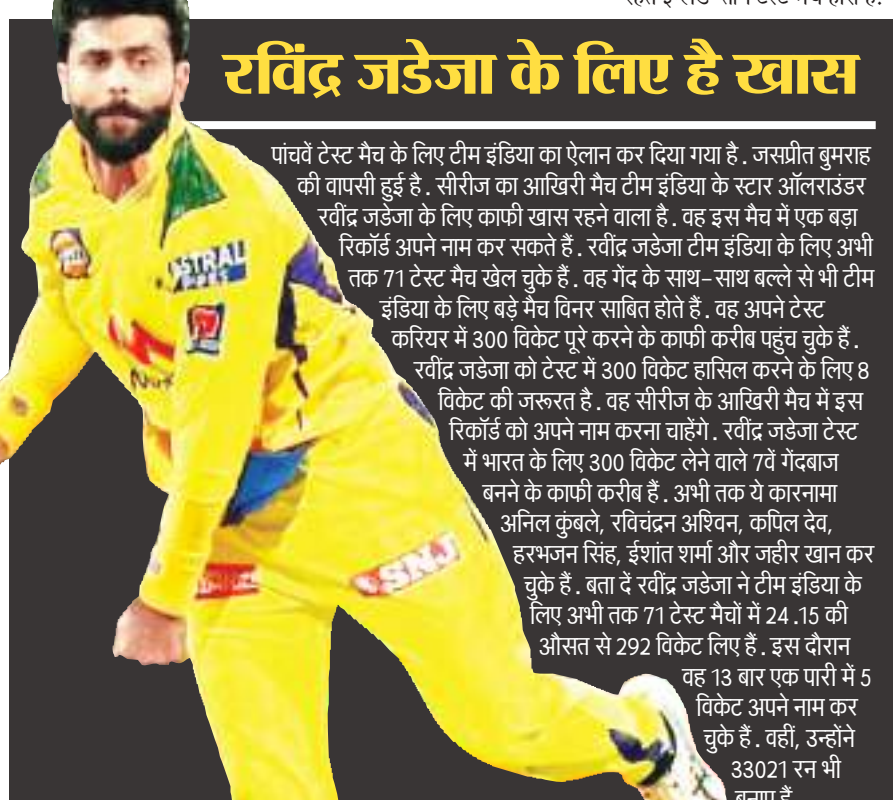 रविंद्र जडेजा के लिए है खास
पांचवें टेस्ट मैच के लिए टीम इंडिया का ऐलान कर दिया गया है. जसप्रीत बुमराह
की वापसी हुई है. सीरीज का आखिरी मैच टीम इंडिया के स्टार ऑलराउंडर
रवींद्र जडेजा के लिए काफी खास रहने वाला है. वह इस मैच में एक बड़ा
रिकॉर्ड अपने नाम कर सकते हैं. रवींद्र जडेजा टीम इंडिया के लिए अभी
तक 71 टेस्ट मैच खेल चुके हैं. वह गेंद के साथ-साथ बल्ले से भी टीम
इंडिया के लिए बड़े मैच विनर साबित होते हैं. वह अपने टेस्ट
करियर में 300 विकेट पूरे करने के काफी करीब पहुंच चुके हैं.
रवींद्र जडेजा को टेस्ट में 300 विकेट हासिल करने के लिए 8
विकेट की जरूरत है. वह सीरीज के आखिरी मैच में इस
रिकॉर्ड को अपने नाम करना चाहेंगे. रवींद्र जडेजा टेस्ट
में भारत के लिए 300 विकेट लेने वाले 7वें गेंदबाज
बनने के काफी करीब हैं. अभी तक ये कारनामा
अनिल कुंबले, रविचंद्रन अश्विन, कपिल देव,
हरभजन सिंह, ईशांत शर्मा और जहीर खान कर
चुके हैं. बता दें रवींद्र जडेजा ने टीम इंडिया के
लिए अभी तक 71 टेस्ट मैचों में 24.15 की
औसत से 292 विकेट लिए हैं. इस दौरान
वह 13 बार एक पारी में 5
विकेट अपने नाम कर
चुके हैं. वहीं, उन्होंने
33021 रन भी
बनाए हैं
ASTRAL
PIPES
SNJ